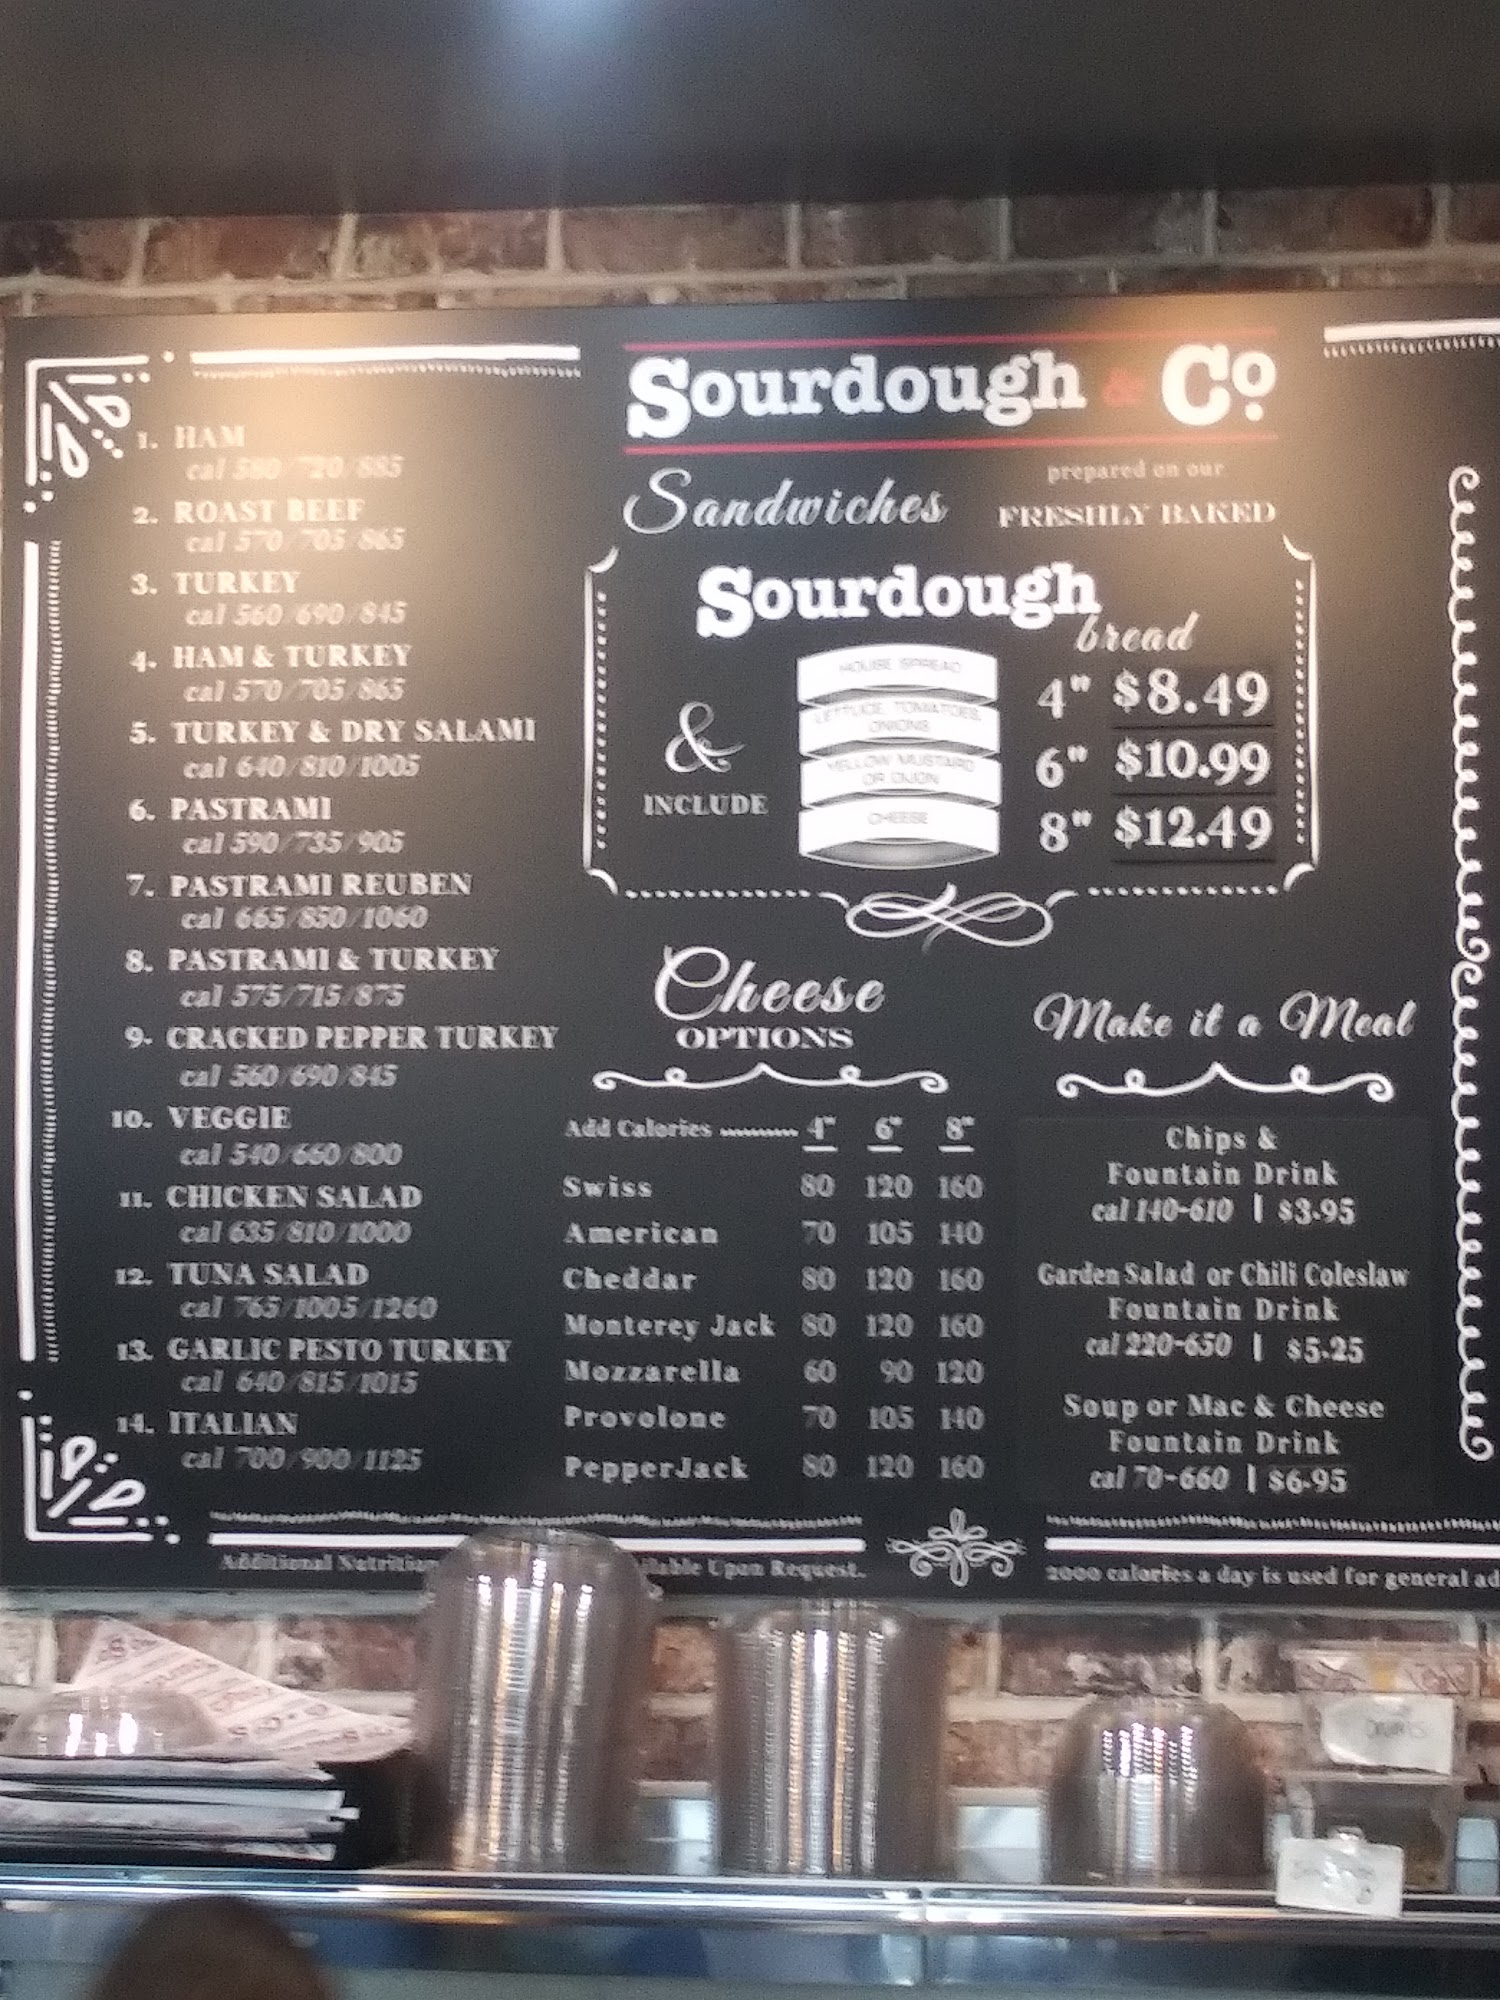 Sourdough & Co.
1. HAM
cal 580/720/885
2. ROAST BEEF
cal 570/705/865
3. TURKEY
cal 560/690/845
4. HAM & TURKEY
cal 570/705/865
5. TURKEY & DRY SALAMI
cal 640/810/1005
6. PASTRAMI
cal 590/735/905
7. PASTRAMI REUBEN
cal 665/850/1060
8. PASTRAMI & TURKEY
cal 575/715/875
9. CRACKED PEPPER TURKEY
cal 560/690/845
10. VEGGIE
cal 540/660/800
11. CHICKEN SALAD
cal 635/810/1000
12. TUNA SALAD
cal 765/1005/1260
13. GARLIC PESTO TURKEY
cal 640/815/1015
14. ITALIAN
cal 700/900/1125
Sandwiches
prepared on our
FRESHLY BAKED
Sourdough
bread
&
INCLUDE
HOUSE SPREAD
LETTUCE, TOMATOES,
ONIONS
YELLOW MUSTARD
OR DIJON
CHEESE
4" $8.49
6" $10.99
8" $12.49
Cheese
OPTIONS
Add Calories .......... 4" 6" 8"
Swiss 80 120 160
American 70 105 140
Cheddar 80 120 160
Monterey Jack 80 120 160
Mozzarella 60 90 120
Provolone 70 105 140
PepperJack 80 120 160
Make it a Meal
Chips &
Fountain Drink
cal 140-610 | $3.95
Garden Salad or Chili Coleslaw
Fountain Drink
cal 220-650 | $5.25
Soup or Mac & Cheese
Fountain Drink
cal 70-660 | $6.95
Additional Nutrition ilable Upon Request.
2000 calories a day is used for general ad